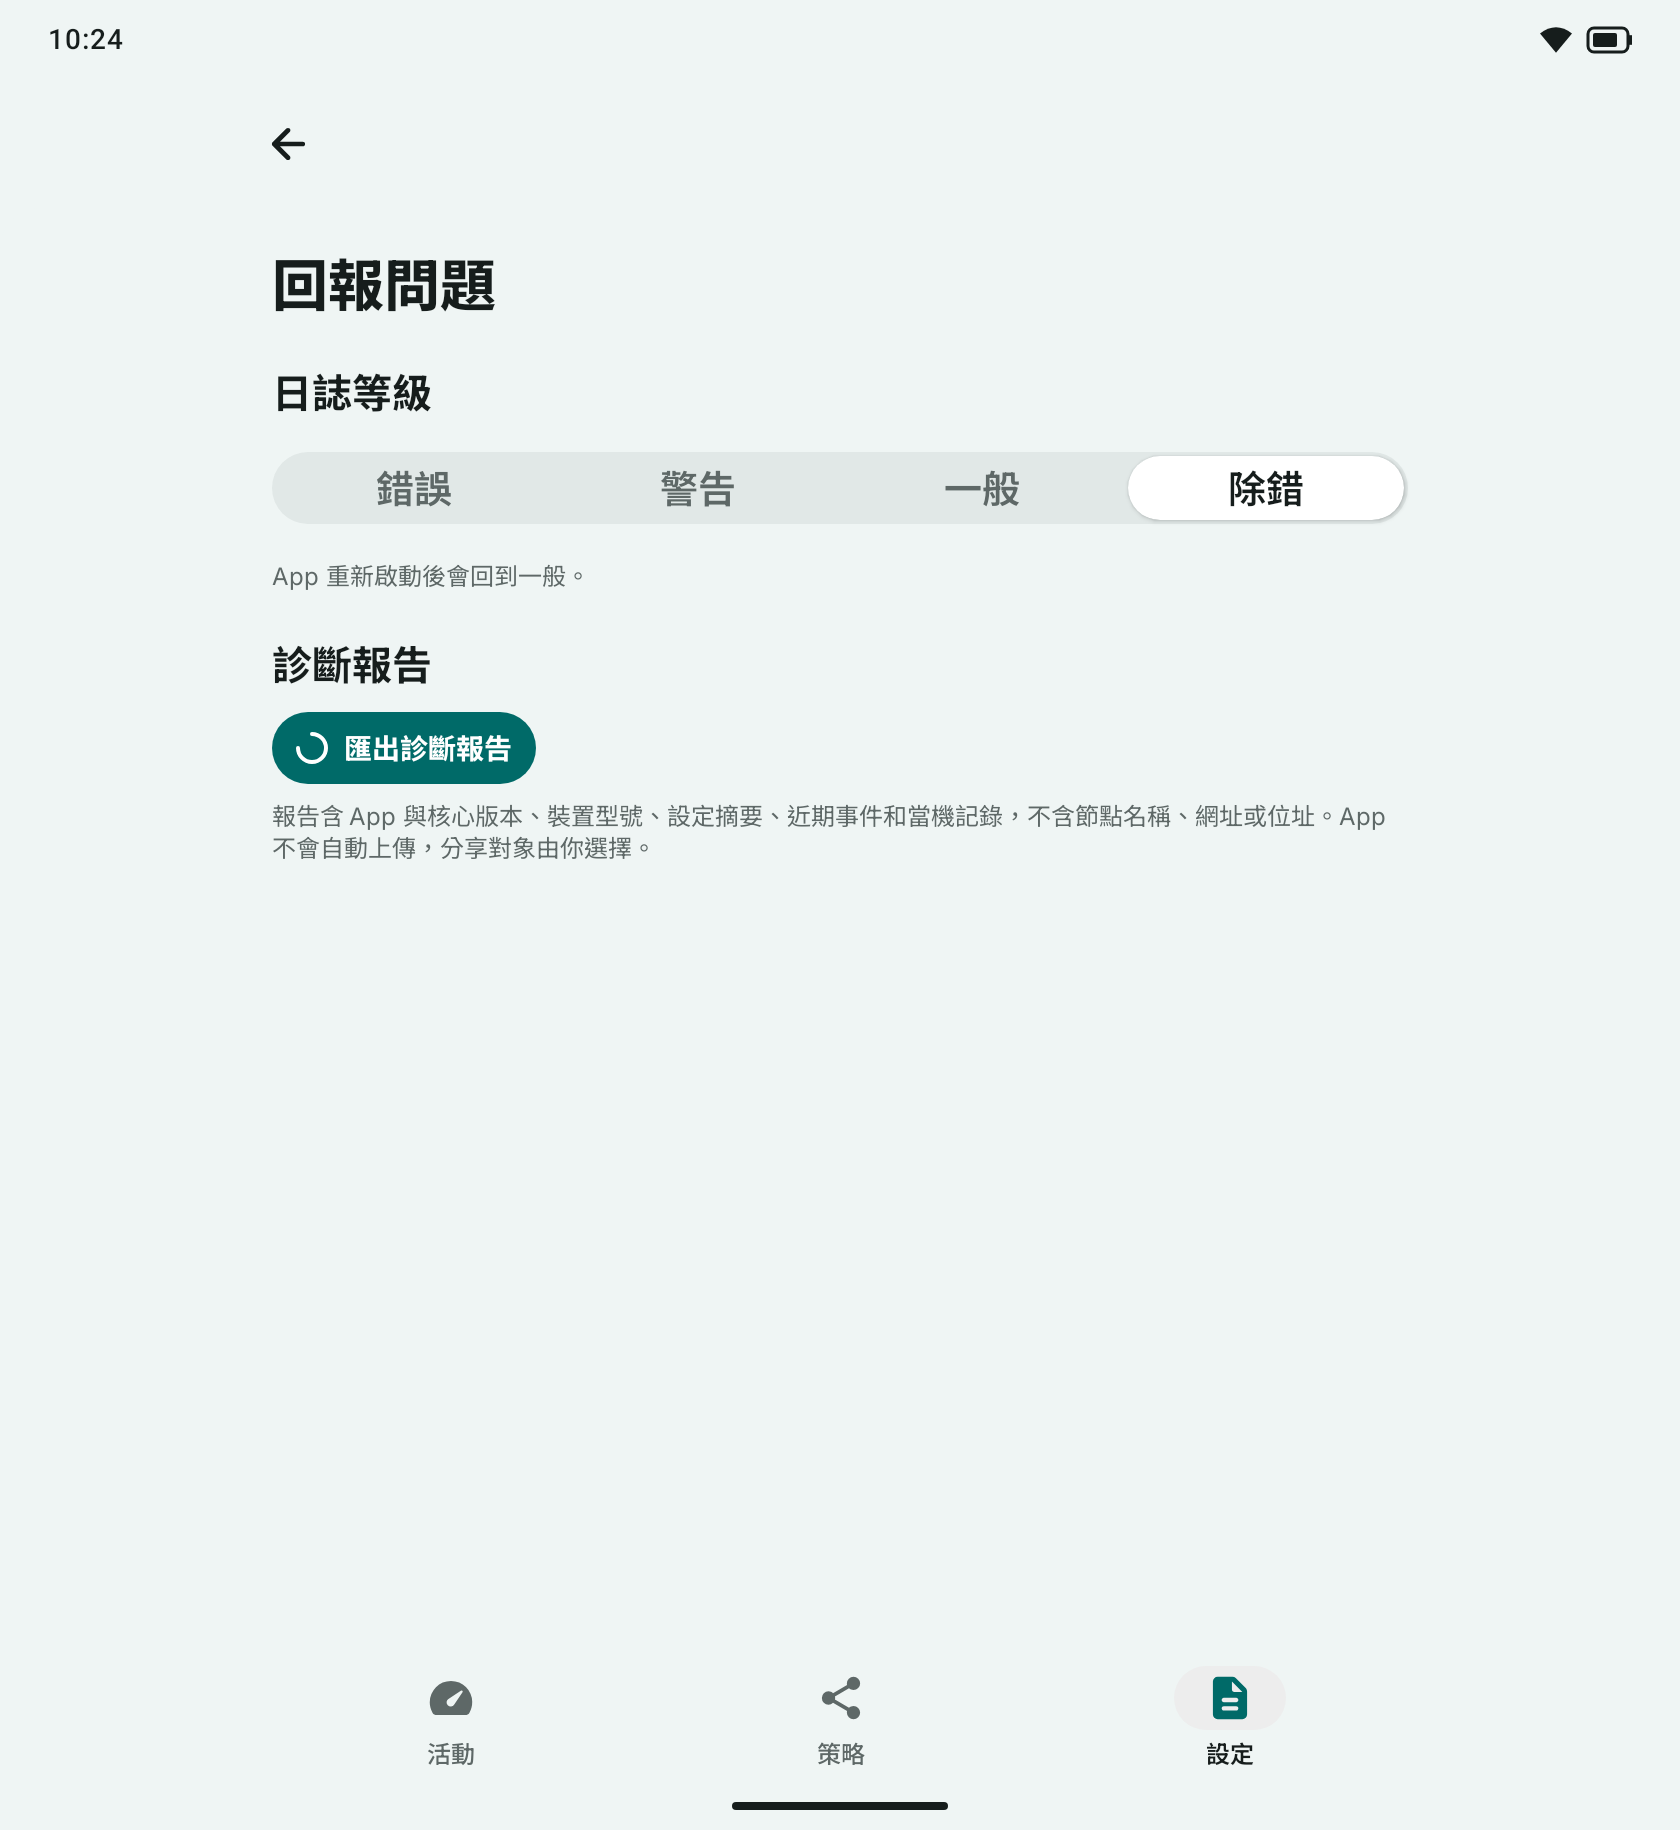 10:24
回報問題
日誌等級
錯誤 警告 一般 除錯
App 重新啟動後會回到一般。
診斷報告
匯出診斷報告
報告含 App 與核心版本、裝置型號、設定摘要、近期事件和當機記錄，不含節點名稱、網址或位址。App
不會自動上傳，分享對象由你選擇。
活動 策略 設定